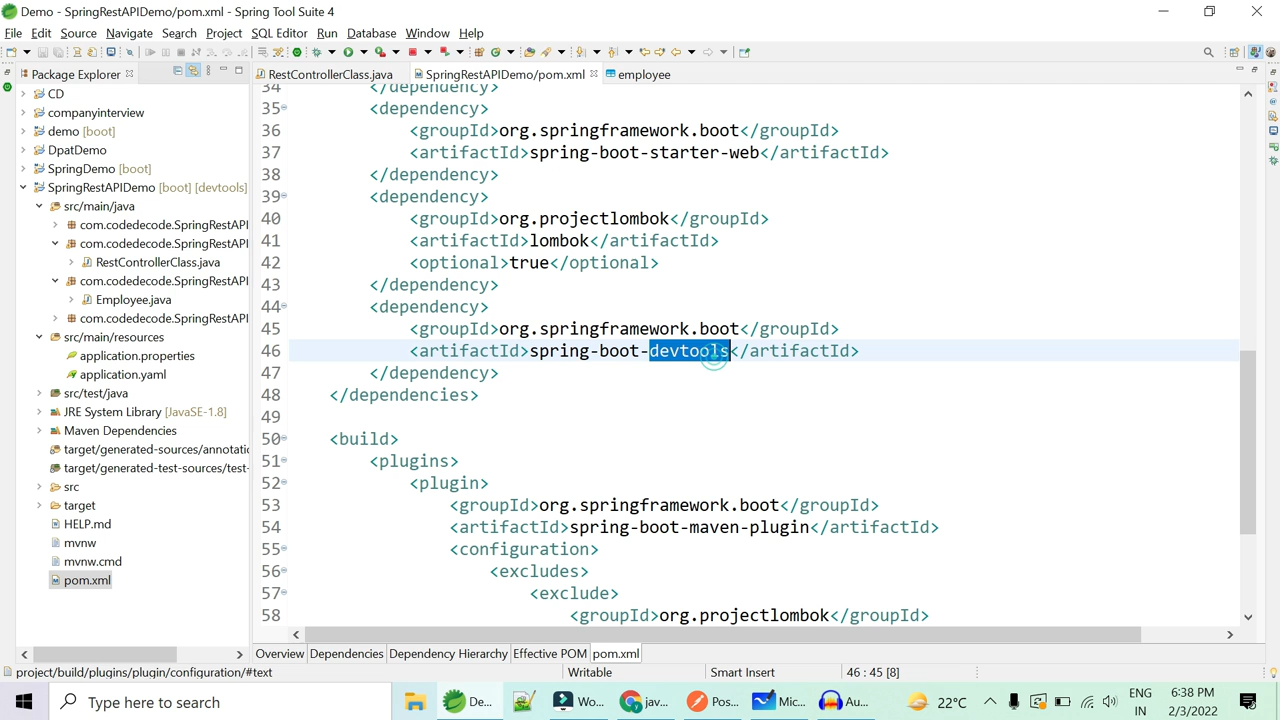 Demo - SpringRestAPIDemo/pom.xml - Spring Tool Suite 4
File Edit Source Navigate Search Project SQL Editor Run Database Window Help
Package Explorer
RestControllerClass.java SpringRestAPIDemo/pom.xml employee
CD
companyinterview
demo [boot]
DpatDemo
SpringDemo [boot]
SpringRestAPIDemo [boot] [devtools]
src/main/java
com.codedecode.SpringRestAPI
com.codedecode.SpringRestAPI
RestControllerClass.java
com.codedecode.SpringRestAPI
Employee.java
com.codedecode.SpringRestAPI
src/main/resources
application.properties
application.yaml
src/test/java
JRE System Library [JavaSE-1.8]
Maven Dependencies
target/generated-sources/annotatio
target/generated-test-sources/test-
src
target
HELP.md
mvnw
mvnw.cmd
pom.xml
34 </dependency>
35 <dependency>
36 <groupId>org.springframework.boot</groupId>
37 <artifactId>spring-boot-starter-web</artifactId>
38 </dependency>
39 <dependency>
40 <groupId>org.projectlombok</groupId>
41 <artifactId>lombok</artifactId>
42 <optional>true</optional>
43 </dependency>
44 <dependency>
45 <groupId>org.springframework.boot</groupId>
46 <artifactId>spring-boot-devtools</artifactId>
47 </dependency>
48 </dependencies>
49
50 <build>
51 <plugins>
52 <plugin>
53 <groupId>org.springframework.boot</groupId>
54 <artifactId>spring-boot-maven-plugin</artifactId>
55 <configuration>
56 <excludes>
57 <exclude>
58 <groupId>org.projectlombok</groupId>
Overview Dependencies Dependency Hierarchy Effective POM pom.xml
project/build/plugins/plugin/configuration/#text Writable Smart Insert 46 : 45 [8]
Type here to search De... Wo... jav... Pos... Mic... Au... 22°C ENG IN 6:38 PM 2/3/2022